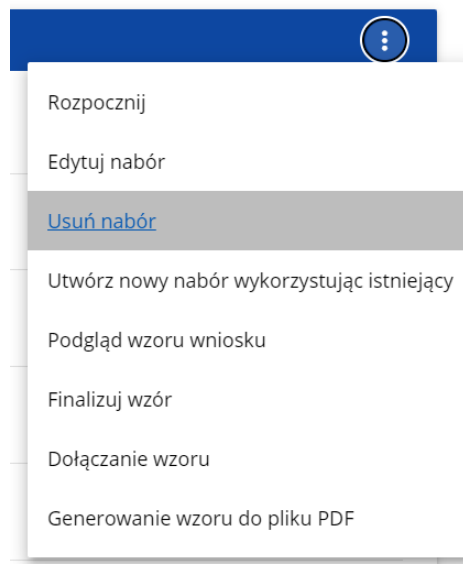 Rozpocznij
Edytuj nabór
Usuń nabór
Utwórz nowy nabór wykorzystując istniejący
Podgląd wzoru wniosku
Finalizuj wzór
Dołączanie wzoru
Generowanie wzoru do pliku PDF